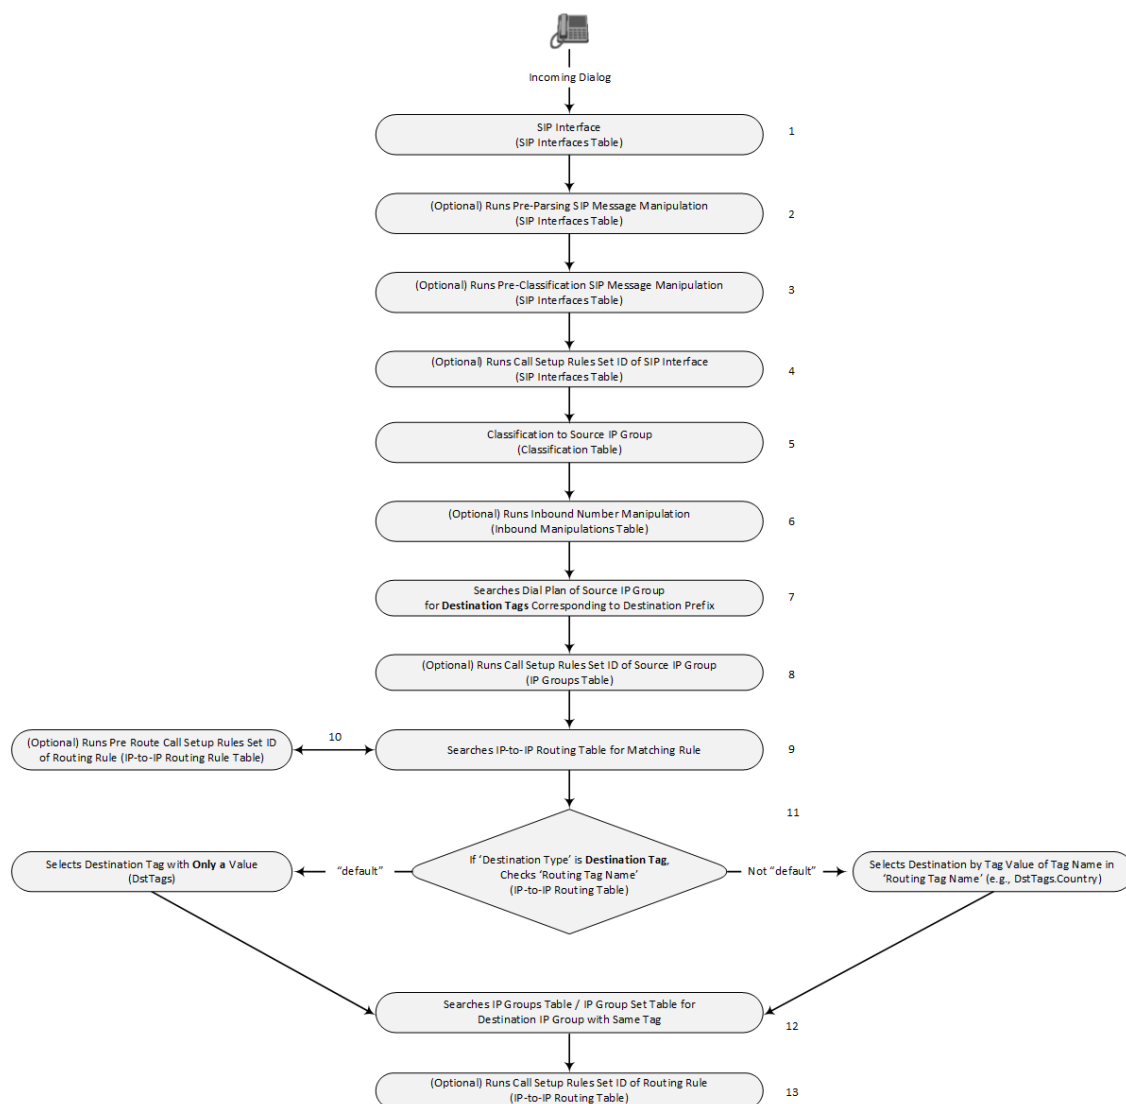 Incoming Dialog
SIP Interface
(SIP Interfaces Table)
1
(Optional) Runs Pre-Parsing SIP Message Manipulation
(SIP Interfaces Table)
2
(Optional) Runs Pre-Classification SIP Message Manipulation
(SIP Interfaces Table)
3
(Optional) Runs Call Setup Rules Set ID of SIP Interface
(SIP Interfaces Table)
4
Classification to Source IP Group
(Classification Table)
5
(Optional) Runs Inbound Number Manipulation
(Inbound Manipulations Table)
6
Searches Dial Plan of Source IP Group
for Destination Tags Corresponding to Destination Prefix
7
(Optional) Runs Call Setup Rules Set ID of Source IP Group
(IP Groups Table)
8
(Optional) Runs Pre Route Call Setup Rules Set ID
of Routing Rule (IP-to-IP Routing Rule Table)
10
Searches IP-to-IP Routing Table for Matching Rule
9
11
If ‘Destination Type’ is Destination Tag,
Checks ‘Routing Tag Name’
(IP-to-IP Routing Table)
“default”
Selects Destination Tag with Only a Value
(DstTags)
Not “default”
Selects Destination by Tag Value of Tag Name in
‘Routing Tag Name’ (e.g., DstTags.Country)
Searches IP Groups Table / IP Group Set Table for
Destination IP Group with Same Tag
12
(Optional) Runs Call Setup Rules Set ID of Routing Rule
(IP-to-IP Routing Table)
13